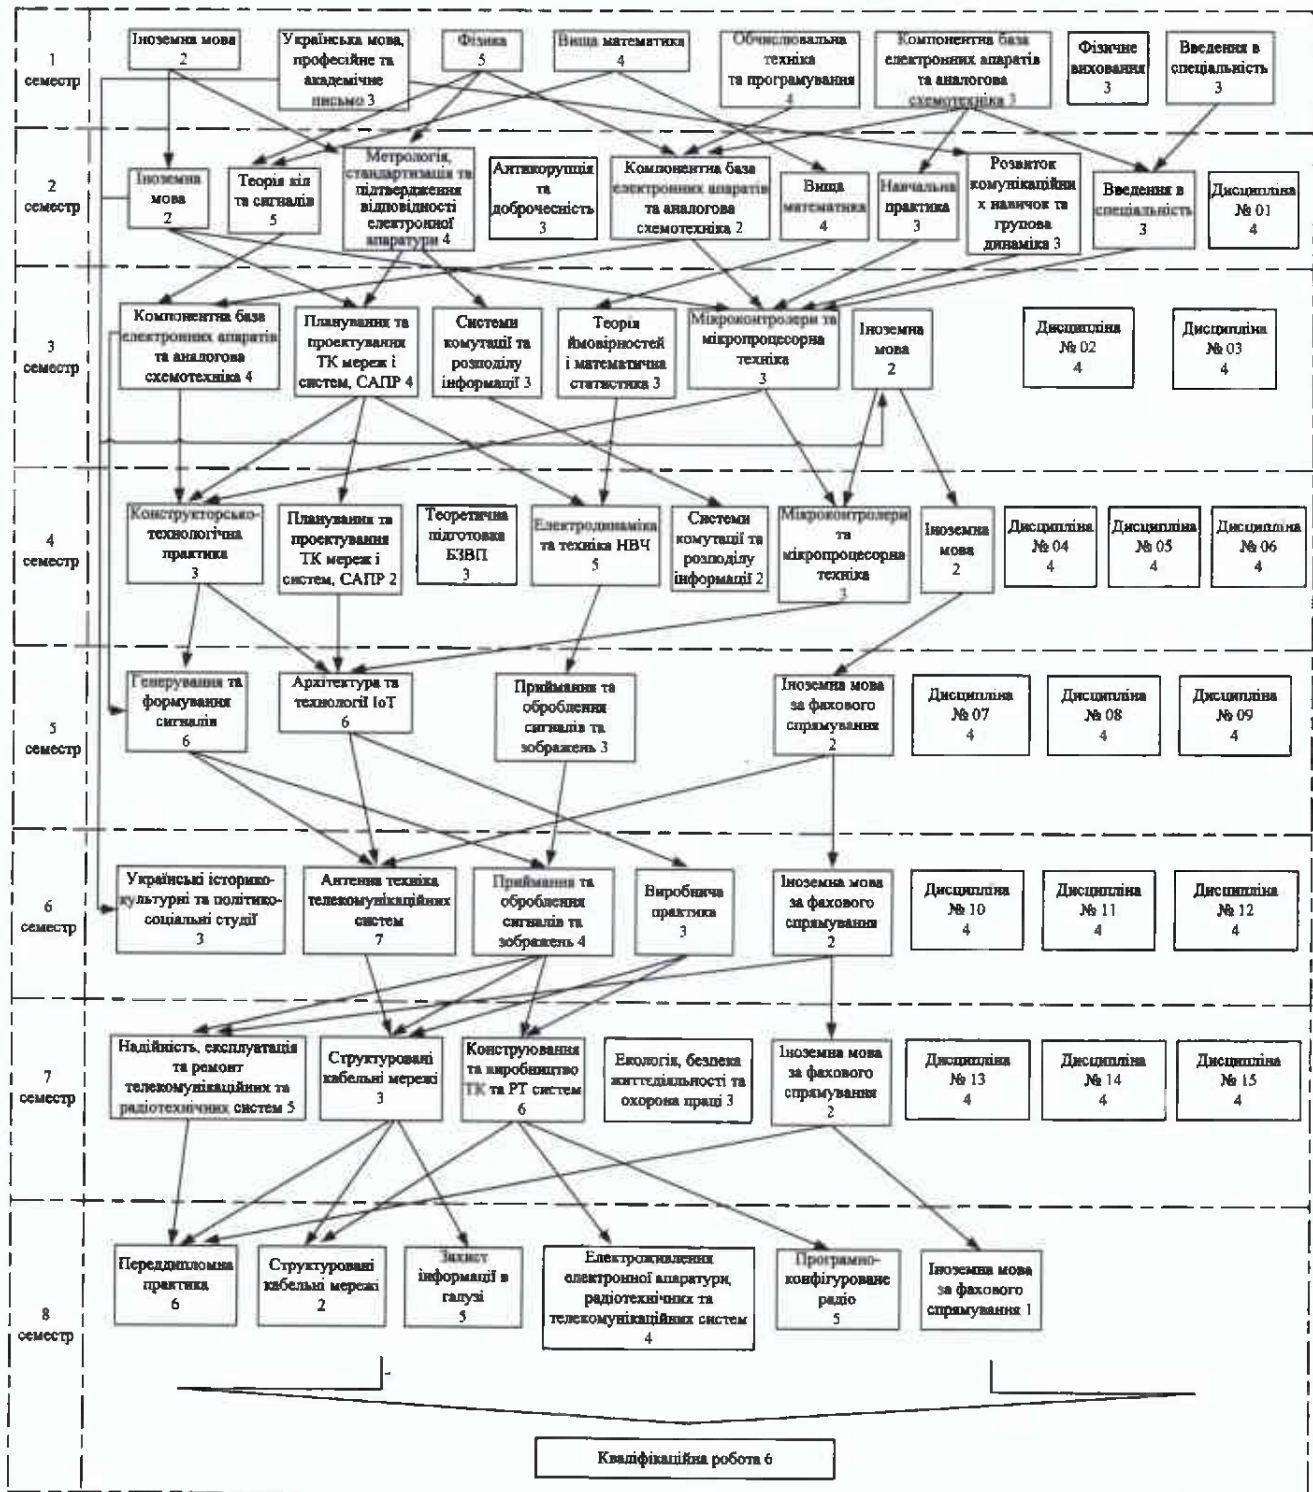 1
семестр
Іноземна мова
2
Українська мова,
професійне та
академічне
письмо 3
Фізика
5
Вища математика
4
Обчислювальна
техніка
та програмування
4
Компонентна база
електронних апаратів
та аналогова
схемотехніка 3
Фізичне
виховання
3
Введення в
спеціальність
3
2
семестр
Іноземна
мова
2
Теорія кіл
та сигналів
5
Метрологія,
стандартизація та
підтвердження
відповідності
електронної
апаратури 4
Антикорупція
та
доброчесність
3
Компонентна база
електронних апаратів
та аналогова
схемотехніка 2
Вища
математика
4
Навчальна
практика
3
Розвиток
комунікаційни
х навичок та
групова
динаміка 3
Введення в
спеціальність
3
Дисципліна
№ 01
4
3
семестр
Компонентна база
електронних апаратів
та аналогова
схемотехніка 4
Планування та
проектування
ТК мереж і
систем, САПР 4
Системи
комутації та
розподілу
інформації 3
Теорія
ймовірностей
і математична
статистика 3
Мікроконтролери та
мікропроцесорна
техніка
3
Іноземна
мова
2
Дисципліна
№ 02
4
Дисципліна
№ 03
4
4
семестр
Конструкторсько-
технологічна
практика
3
Планування та
проектування
ТК мереж і
систем, САПР 2
Теоретична
підготовка
БЗВП
3
Електродинаміка
та техніка НВЧ
5
Системи
комутації та
розподілу
інформації 2
Мікроконтролери
та
мікропроцесорна
техніка
3
Іноземна
мова
2
Дисципліна
№ 04
4
Дисципліна
№ 05
4
Дисципліна
№ 06
4
5
семестр
Генерування та
формування
сигналів
6
Архітектура та
технології ІоТ
6
Приймання та
оброблення
сигналів та
зображень 3
Іноземна мова
за фахового
спрямування
2
Дисципліна
№ 07
4
Дисципліна
№ 08
4
Дисципліна
№ 09
4
6
семестр
Українські історико-
культурні та політико-
соціальні студії
3
Антенна техніка
телекомунікаційних
систем
7
Приймання та
оброблення
сигналів та
зображень 4
Виробнича
практика
3
Іноземна мова
за фахового
спрямування
2
Дисципліна
№ 10
4
Дисципліна
№ 11
4
Дисципліна
№ 12
4
7
семестр
Надійність, експлуатація
та ремонт
телекомунікаційних та
радіотехнічних систем 5
Структуровані
кабельні мережі
3
Конструювання
та виробництво
ТК та РТ систем
6
Екологія, безпека
життєдіяльності та
охорона праці 3
Іноземна мова
за фахового
спрямування
2
Дисципліна
№ 13
4
Дисципліна
№ 14
4
Дисципліна
№ 15
4
8
семестр
Переддипломна
практика
6
Структуровані
кабельні мережі
2
Захист
інформації в
галузі
5
Електроживлення
електронної апаратури,
радіотехнічних та
телекомунікаційних систем
4
Програмно-
конфігуроване
радіо
5
Іноземна мова
за фахового
спрямування 1
Кваліфікаційна робота 6